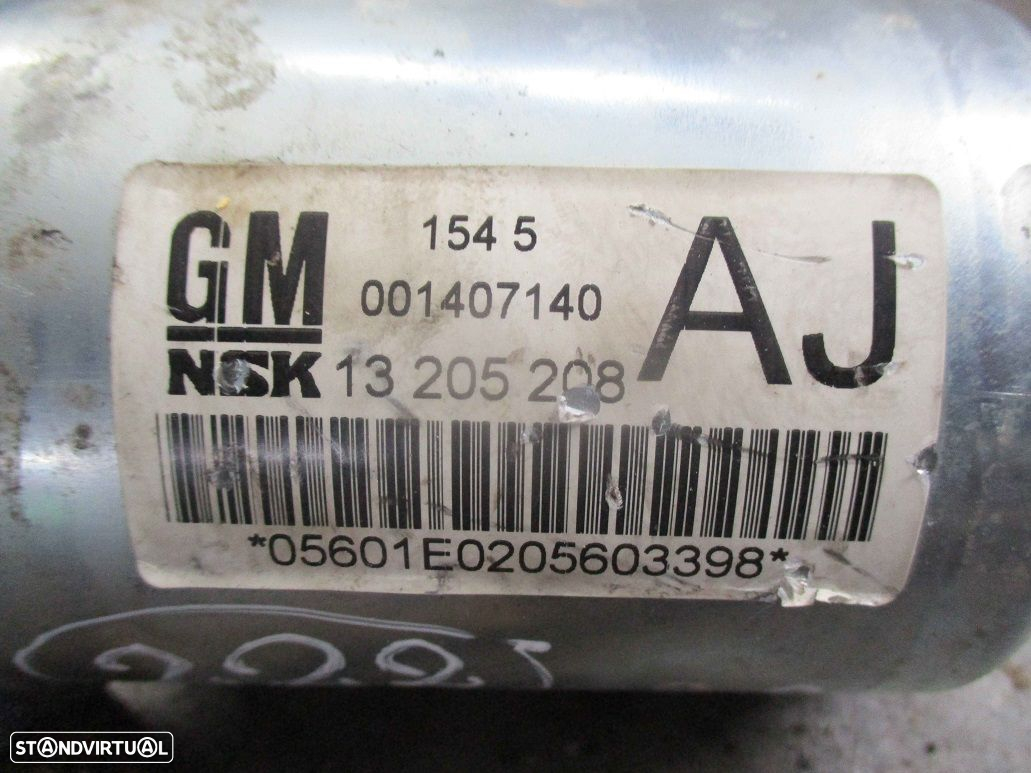 GM
154 5
AJ
001407140
NSK 13 205 208
*05601E0205603398*
STANDVIRTUAL